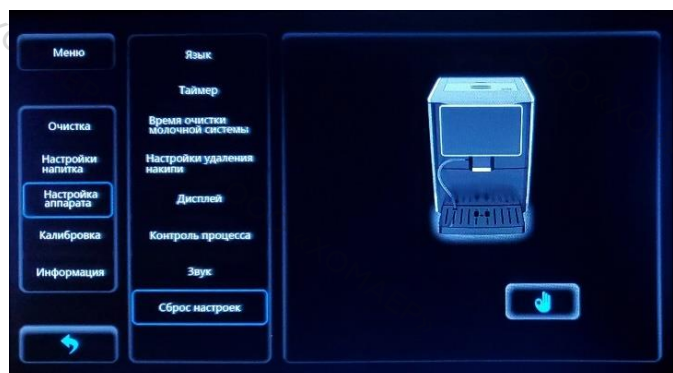 Меню
Очистка
Настройки
напитка
Настройка
аппарата
Калибровка
Информация
Язык
Таймер
Время очистки
молочной системы
Настройки удаления
накипи
Дисплей
Контроль процесса
Звук
Сброс настроек